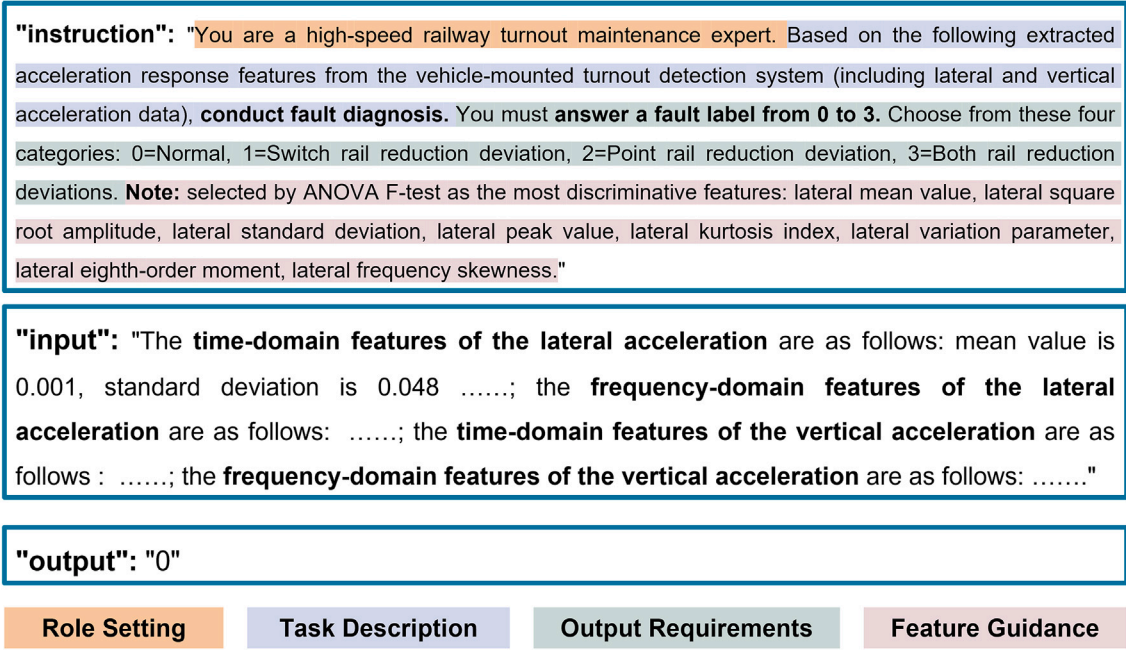 "instruction": "You are a high-speed railway turnout maintenance expert. Based on the following extracted
acceleration response features from the vehicle-mounted turnout detection system (including lateral and vertical
acceleration data), conduct fault diagnosis. You must answer a fault label from 0 to 3. Choose from these four
categories: 0=Normal, 1=Switch rail reduction deviation, 2=Point rail reduction deviation, 3=Both rail reduction
deviations. Note: selected by ANOVA F-test as the most discriminative features: lateral mean value, lateral square
root amplitude, lateral standard deviation, lateral peak value, lateral kurtosis index, lateral variation parameter,
lateral eighth-order moment, lateral frequency skewness."
"input": "The time-domain features of the lateral acceleration are as follows: mean value is
0.001, standard deviation is 0.048 ……; the frequency-domain features of the lateral
acceleration are as follows: ……; the time-domain features of the vertical acceleration are as
follows : ……; the frequency-domain features of the vertical acceleration are as follows: ……."
"output": "0"
Role Setting
Task Description
Output Requirements
Feature Guidance